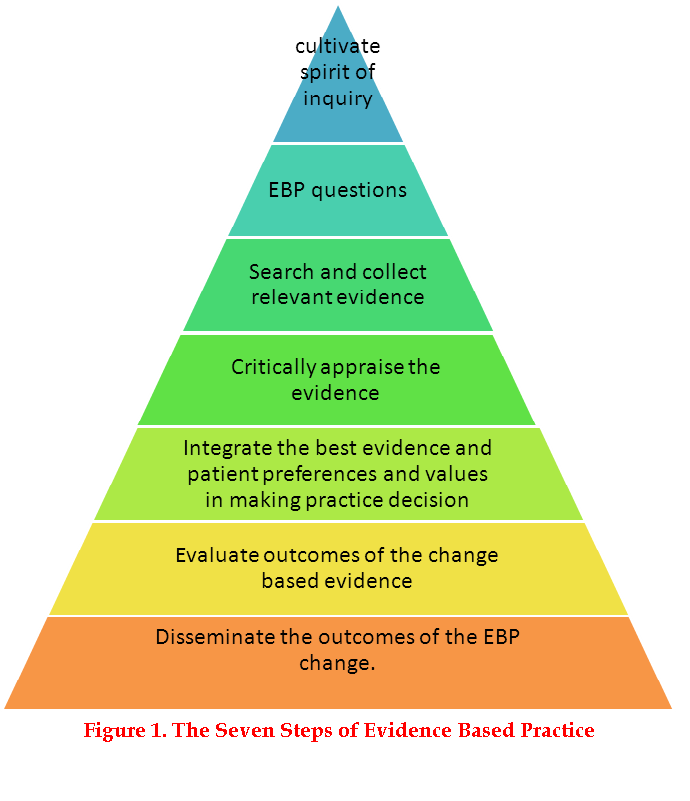 cultivate
spirit of
inquiry
EBP questions
Search and collect
relevant evidence
Critically appraise the
evidence
Integrate the best evidence and
patient preferences and values
in making practice decision
Evaluate outcomes of the change
based evidence
Disseminate the outcomes of the EBP
change.
Figure 1. The Seven Steps of Evidence Based Practice